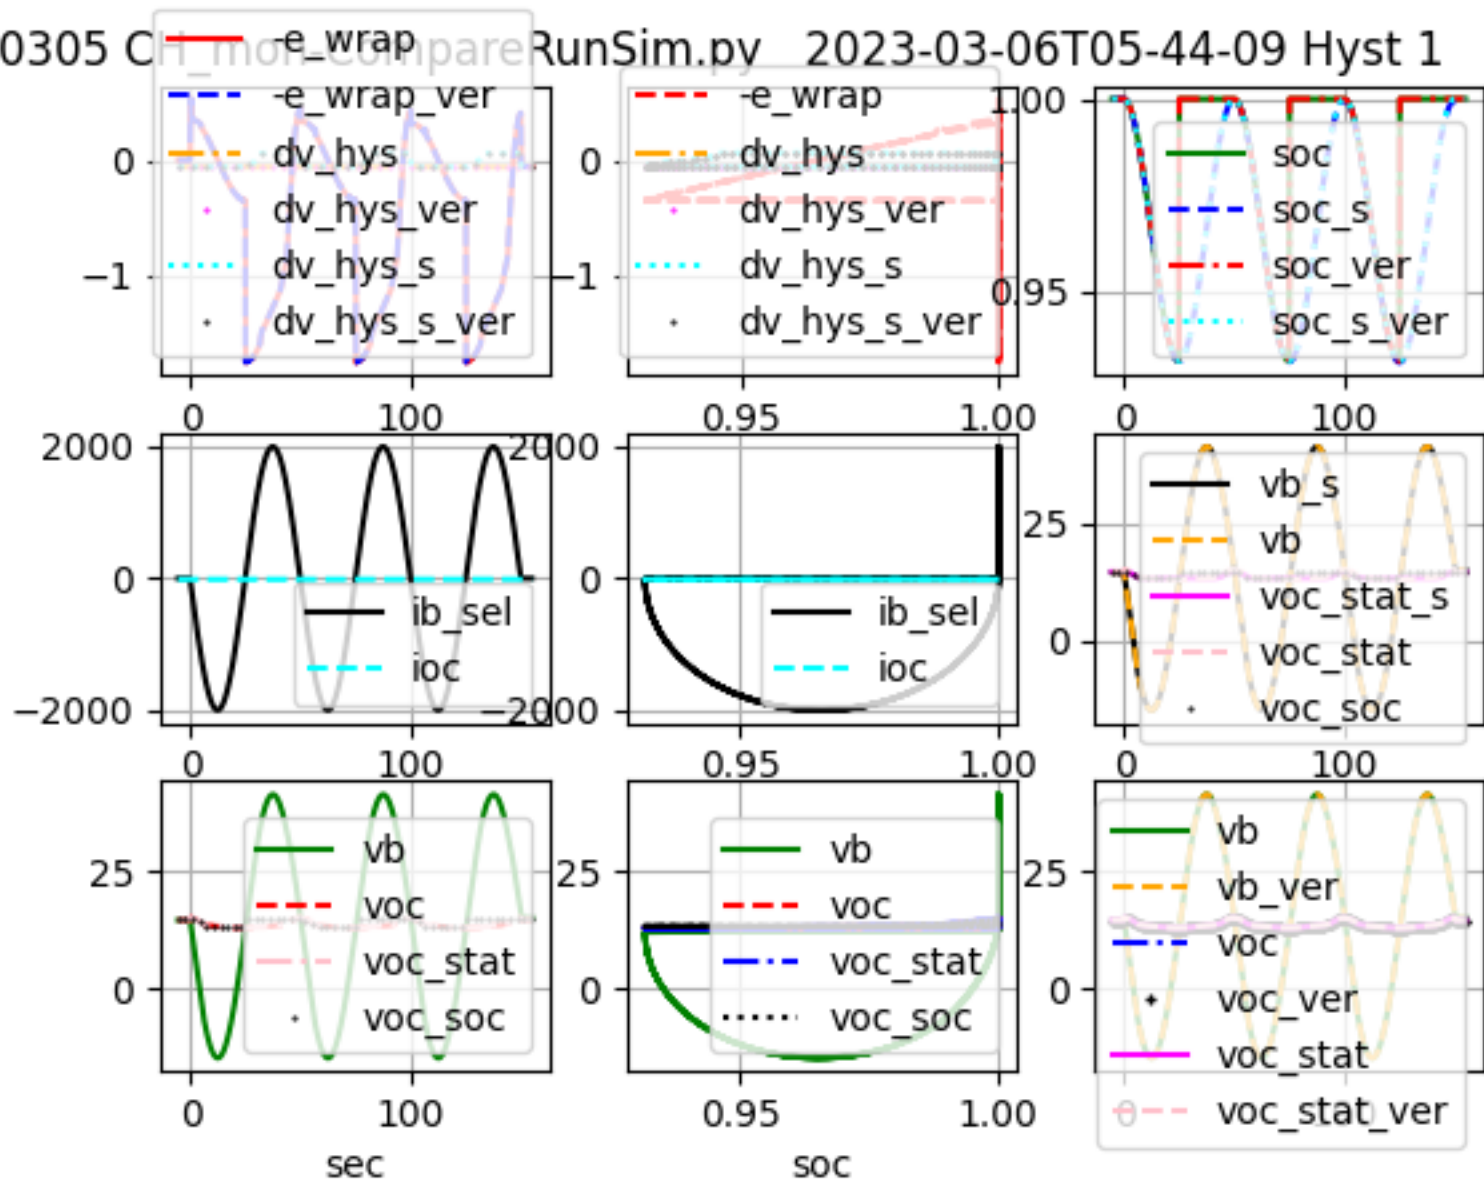 0305 CH_mon-compareRunSim.py 2023-03-06T05-44-09 Hyst 1
-e_wrap
-e_wrap_ver
dv_hys
dv_hys_ver
dv_hys_s
dv_hys_s_ver
0
−1
0 100
-e_wrap
dv_hys
dv_hys_ver
dv_hys_s
dv_hys_s_ver
0
−1
0.95 1.00
soc
soc_s
soc_ver
soc_s_ver
1.00
0.95
0 100
2000
0
−2000
ib_sel
ioc
0 100
2000
0
−2000
ib_sel
ioc
0.95 1.00
25
0
vb_s
vb
voc_stat_s
voc_stat
voc_soc
0 100
25
0
vb
voc
voc_stat
voc_soc
0 100
sec
25
0
vb
voc
voc_stat
voc_soc
0.95 1.00
soc
25
0
vb
vb_ver
voc
voc_ver
voc_stat
voc_stat_ver
0